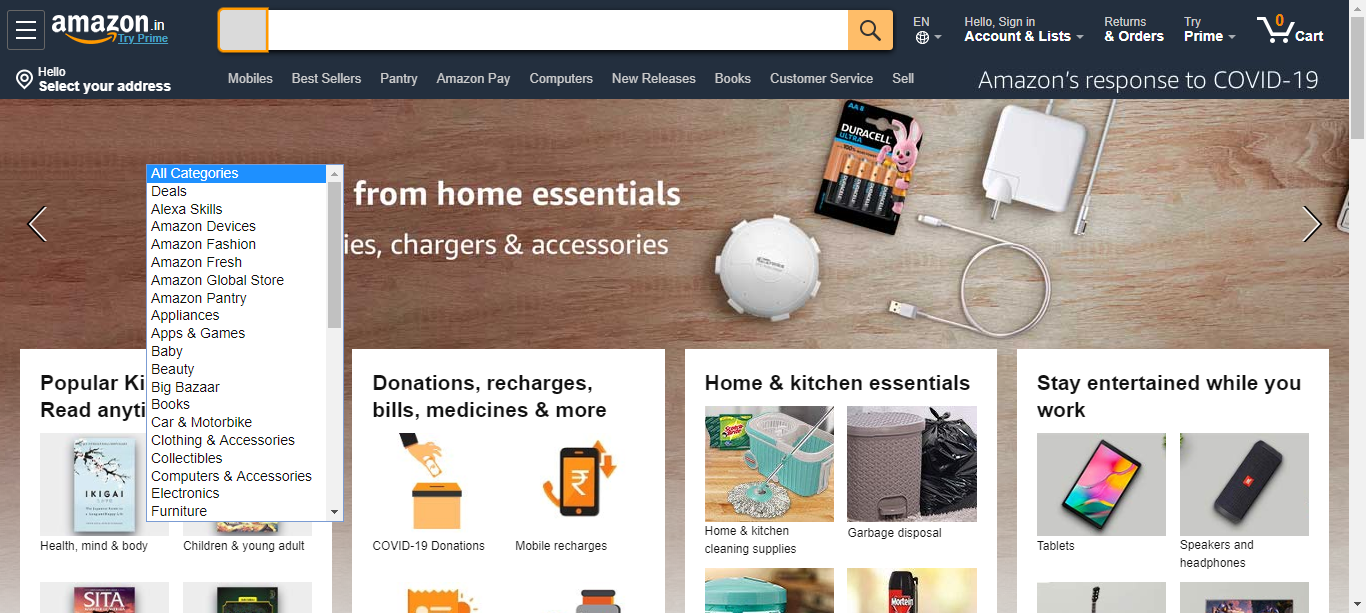 amazon.in
Try Prime
EN
Hello, Sign in
Account & Lists
Returns
& Orders
Try
Prime
0
Cart
Hello
Select your address
Mobiles
Best Sellers
Pantry
Amazon Pay
Computers
New Releases
Books
Customer Service
Sell
Amazon's response to COVID-19
All Categories
Deals
Alexa Skills
Amazon Devices
Amazon Fashion
Amazon Fresh
Amazon Global Store
Amazon Pantry
Appliances
Apps & Games
Baby
Beauty
Big Bazaar
Books
Car & Motorbike
Clothing & Accessories
Collectibles
Computers & Accessories
Electronics
Furniture
from home essentials
ies, chargers & accessories
AA 8
DURACELL
ULTRA
Popular Ki
Read anyti
IKIGAI
Health, mind & body
Children & young adult
SITA
Donations, recharges,
bills, medicines & more
₹
COVID-19 Donations
Mobile recharges
Home & kitchen essentials
Home & kitchen
cleaning supplies
Garbage disposal
Mortein
Stay entertained while you
work
Tablets
Speakers and
headphones